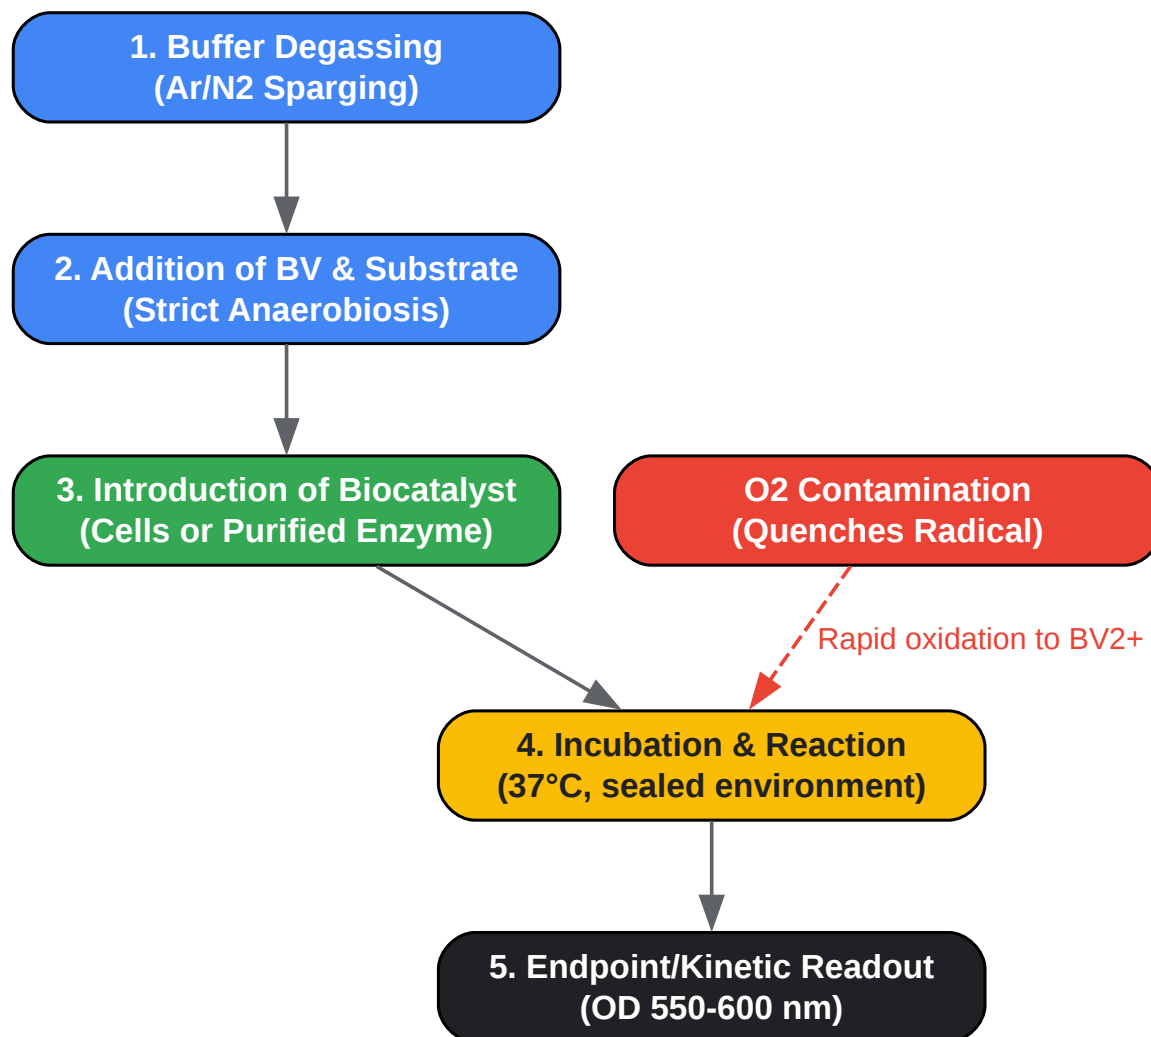 1. Buffer Degassing
(Ar/N2 Sparging)
2. Addition of BV & Substrate
(Strict Anaerobiosis)
3. Introduction of Biocatalyst
(Cells or Purified Enzyme)
O2 Contamination
(Quenches Radical)
Rapid oxidation to BV2+
4. Incubation & Reaction
(37°C, sealed environment)
5. Endpoint/Kinetic Readout
(OD 550-600 nm)